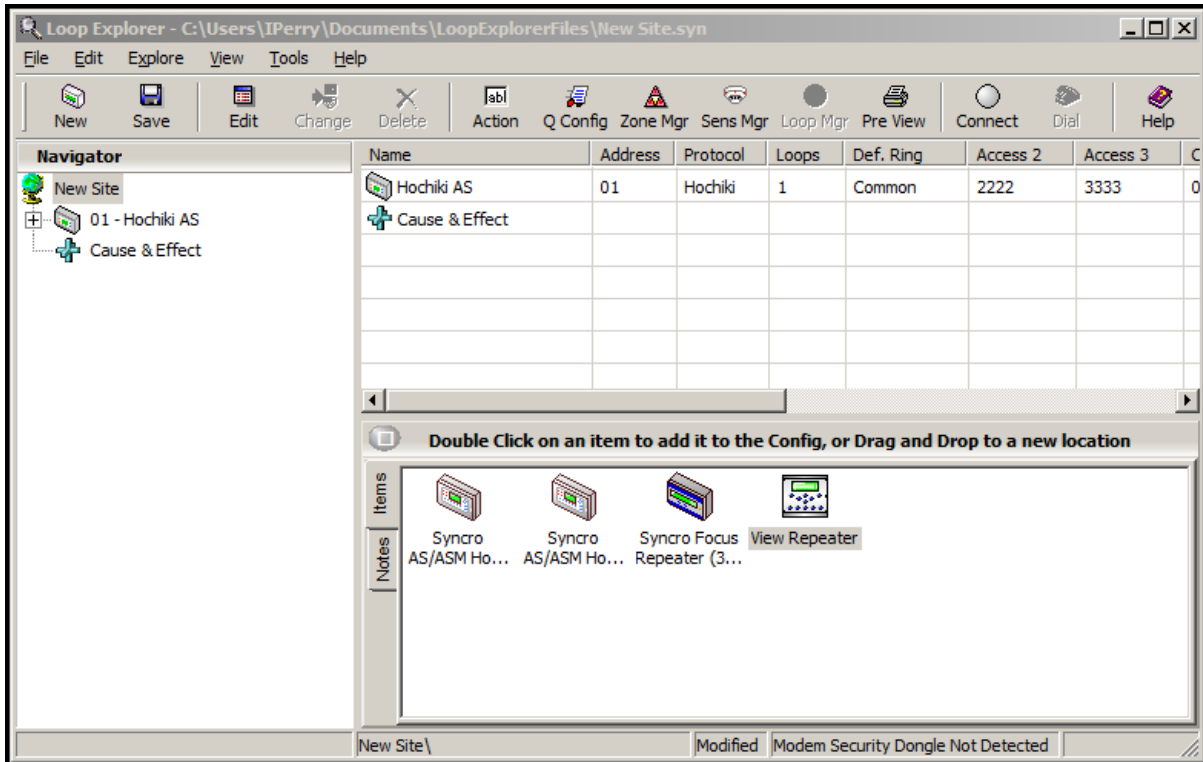 Loop Explorer - C:\Users\IPerry\Documents\LoopExplorerFiles\New Site.syn
File Edit Explore View Tools Help
New Save Edit Change Delete Action Q Config Zone Mgr Sens Mgr Loop Mgr Pre View Connect Dial Help
Navigator
New Site
01 - Hochiki AS
Cause & Effect
Name Address Protocol Loops Def. Ring Access 2 Access 3 C
Hochiki AS 01 Hochiki 1 Common 2222 3333 0
Cause & Effect
Double Click on an item to add it to the Config, or Drag and Drop to a new location
Items
Notes
Syncro AS/ASM Ho...
Syncro AS/ASM Ho...
Syncro Focus Repeater (3...
View Repeater
New Site\ Modified Modem Security Dongle Not Detected